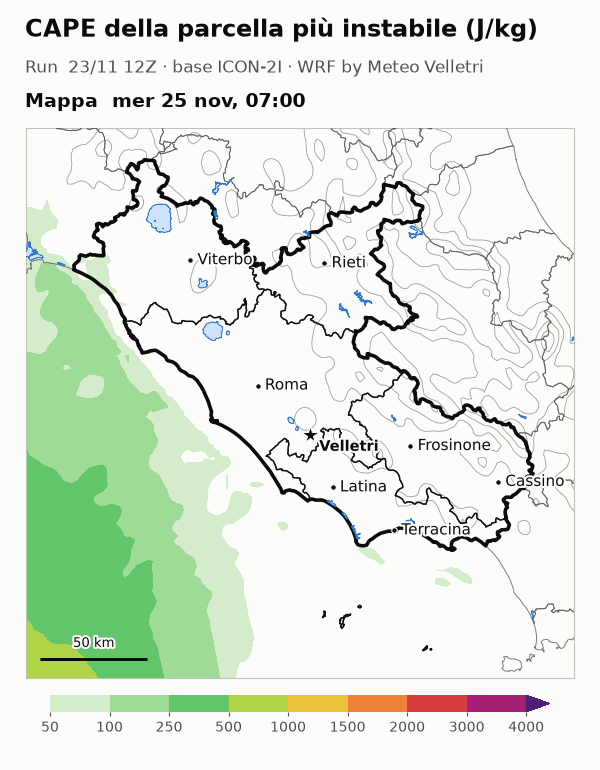 CAPE della parcella più instabile (J/kg)
Run 23/11 12Z · base ICON-2I · WRF by Meteo Velletri
Mappa mer 25 nov, 07:00
Viterbo
Rieti
Roma
Velletri
Frosinone
Latina
Cassino
Terracina
50 km
50 100 250 500 1000 1500 2000 3000 4000